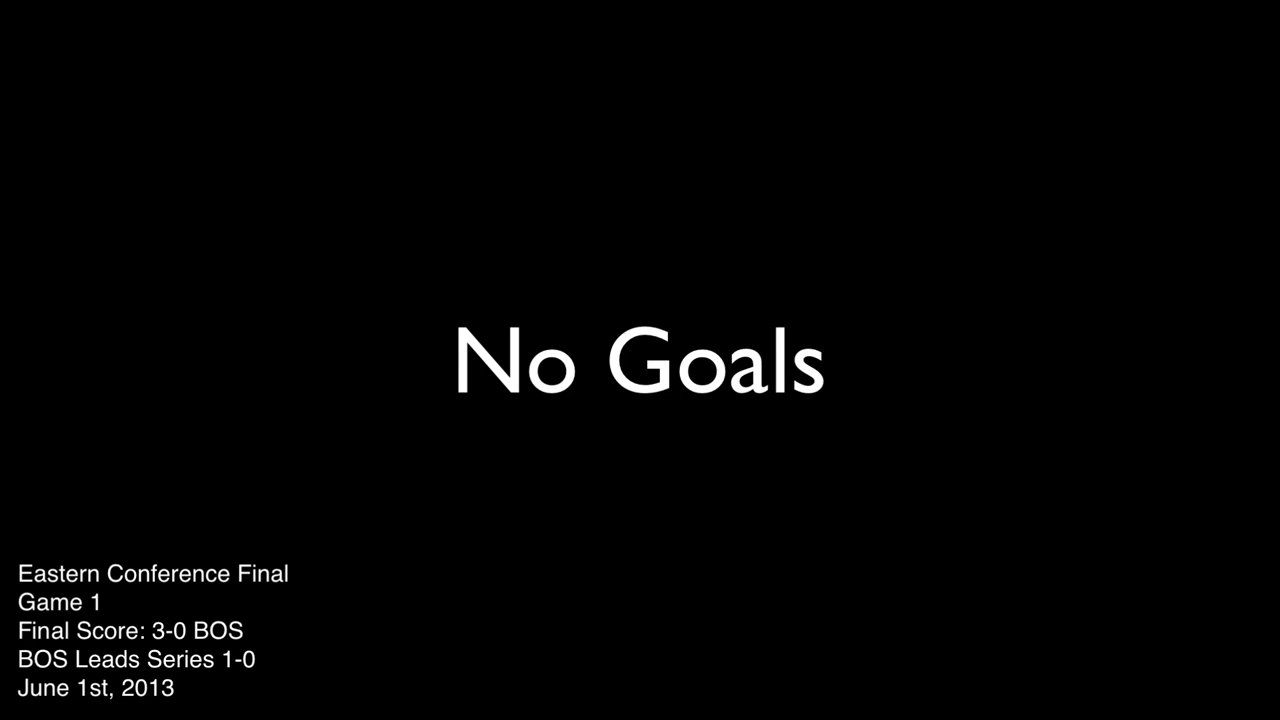 No Goals
Eastern Conference Final
Game 1
Final Score: 3-0 BOS
BOS Leads Series 1-0
June 1st, 2013